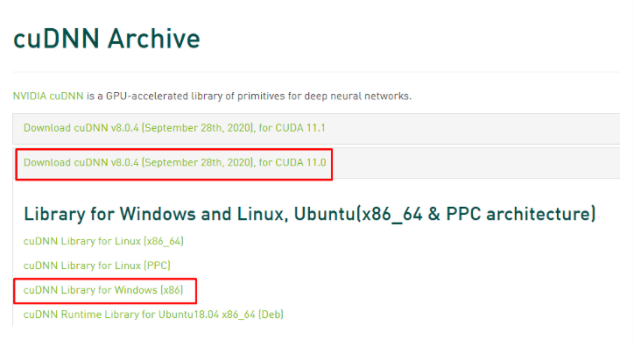 cuDNN Archive
NVIDIA cuDNN is a GPU-accelerated library of primitives for deep neural networks.
Download cuDNN v8.0.4 (September 28th, 2020), for CUDA 11.1
Download cuDNN v8.0.4 (September 28th, 2020), for CUDA 11.0
Library for Windows and Linux, Ubuntu(x86_64 & PPC architecture)
cuDNN Library for Linux (x86_64)
cuDNN Library for Linux (PPC)
cuDNN Library for Windows (x86)
cuDNN Runtime Library for Ubuntu18.04 x86_64 (Deb)